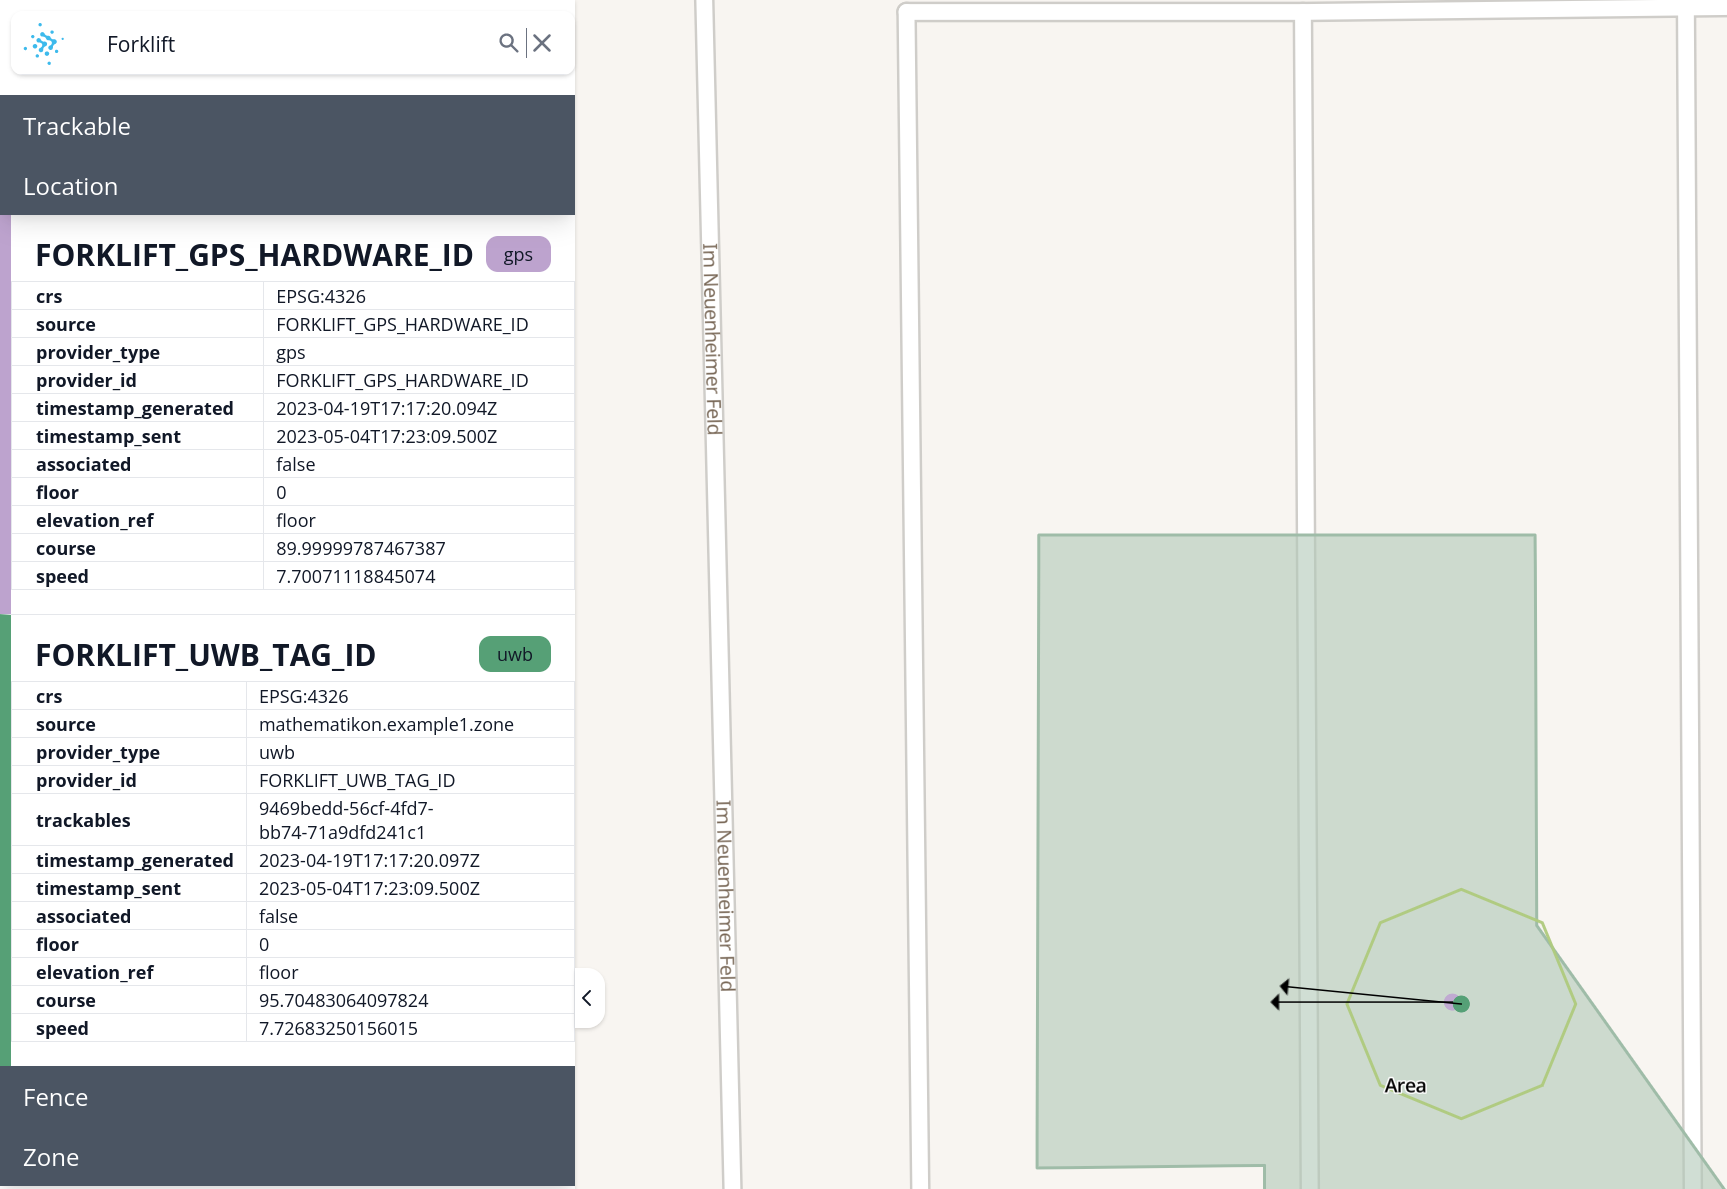 Forklift
Trackable
Location
FORKLIFT_GPS_HARDWARE_ID gps
crs EPSG:4326
source FORKLIFT_GPS_HARDWARE_ID
provider_type gps
provider_id FORKLIFT_GPS_HARDWARE_ID
timestamp_generated 2023-04-19T17:17:20.094Z
timestamp_sent 2023-05-04T17:23:09.500Z
associated false
floor 0
elevation_ref floor
course 89.99999787467387
speed 7.70071118845074
FORKLIFT_UWB_TAG_ID uwb
crs EPSG:4326
source mathematikon.example1.zone
provider_type uwb
provider_id FORKLIFT_UWB_TAG_ID
trackables 9469bedd-56cf-4fd7-
bb74-71a9dfd241c1
timestamp_generated 2023-04-19T17:17:20.097Z
timestamp_sent 2023-05-04T17:23:09.500Z
associated false
floor 0
elevation_ref floor
course 95.70483064097824
speed 7.72683250156015
Fence
Zone
Im Neuenheimer Feld
Im Neuenheimer Feld
Area